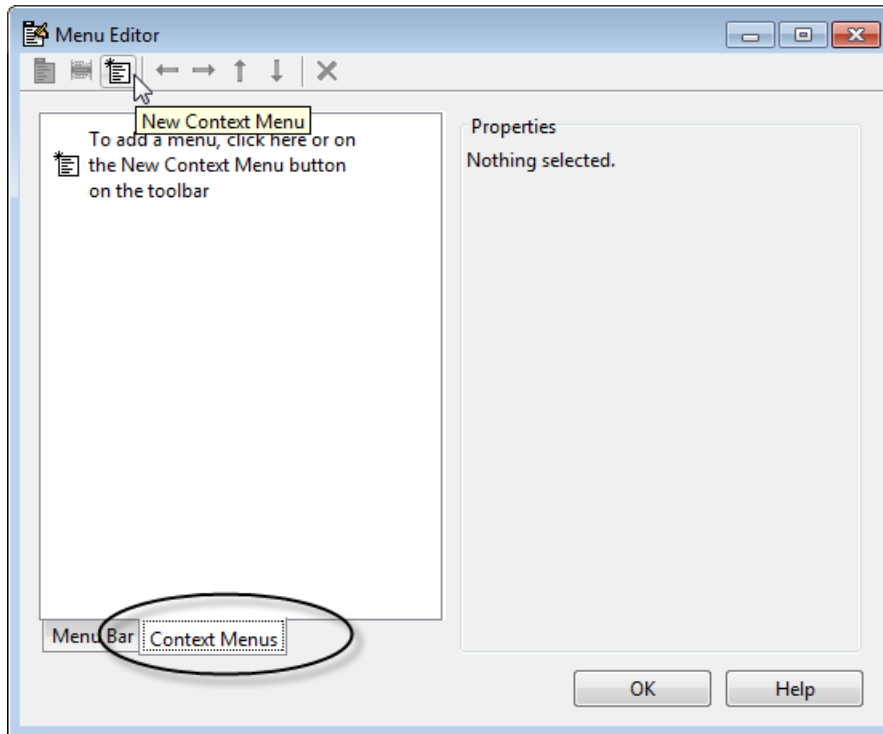 Menu Editor
New Context Menu
To add a menu, click here or on
the New Context Menu button
on the toolbar
Properties
Nothing selected.
Menu Bar
Context Menus
OK
Help